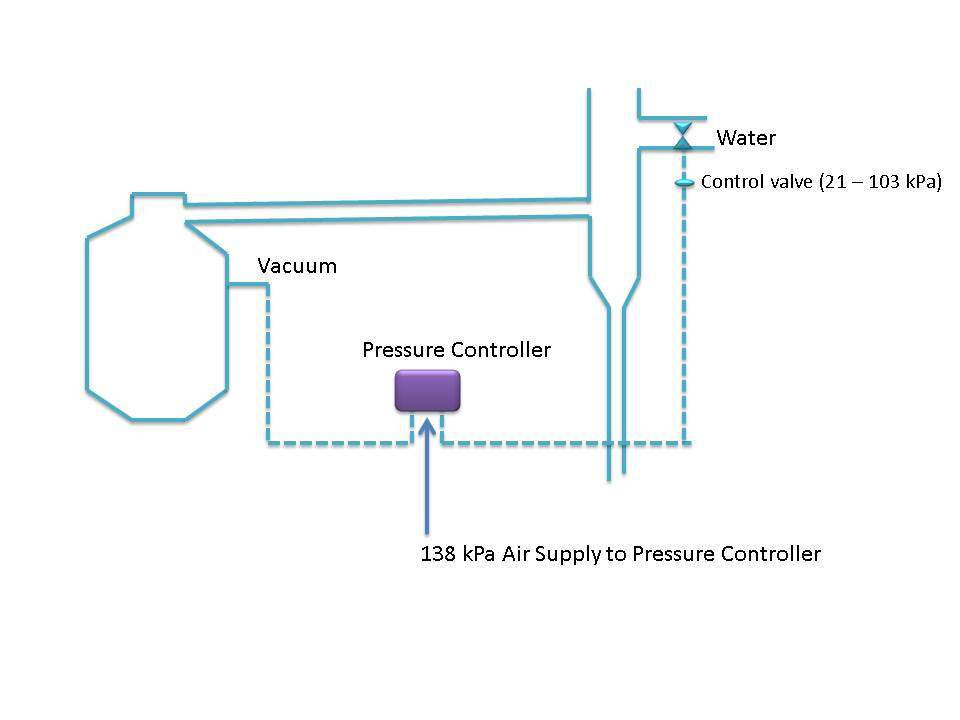 Water
Control valve (21 – 103 kPa)
Vacuum
Pressure Controller
138 kPa Air Supply to Pressure Controller